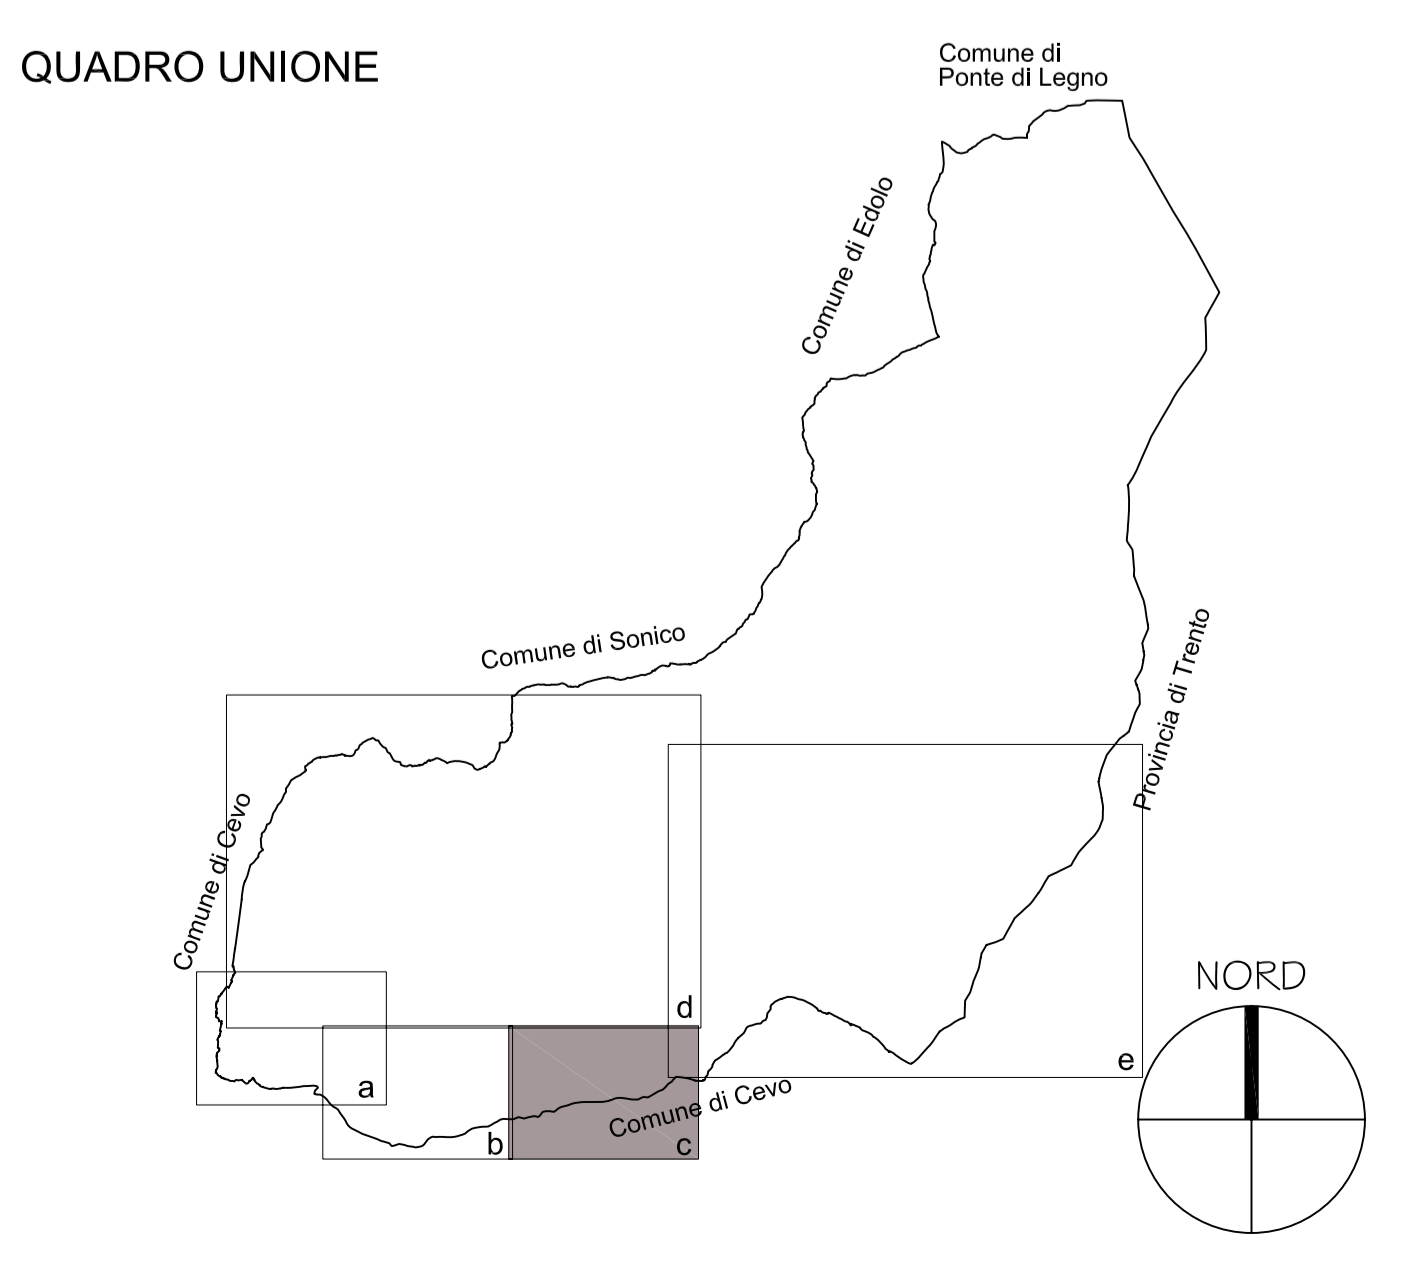 QUADRO UNIONE
Comune di
Ponte di Legno
Comune di Edolo
Comune di Sonico
Provincia di Trento
Comune di Cevo
NORD
d
e
a
b
c
Comune di Cevo